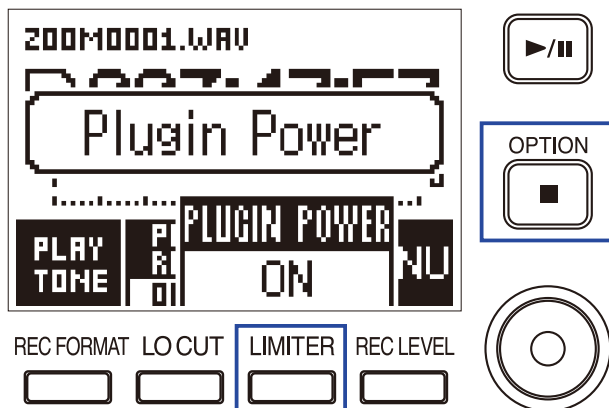 ZOOM0001.WAV
Plugin Power
PLUGIN POWER
ON
PLAY
TONE
NU
OPTION
REC FORMAT
LO CUT
LIMITER
REC LEVEL